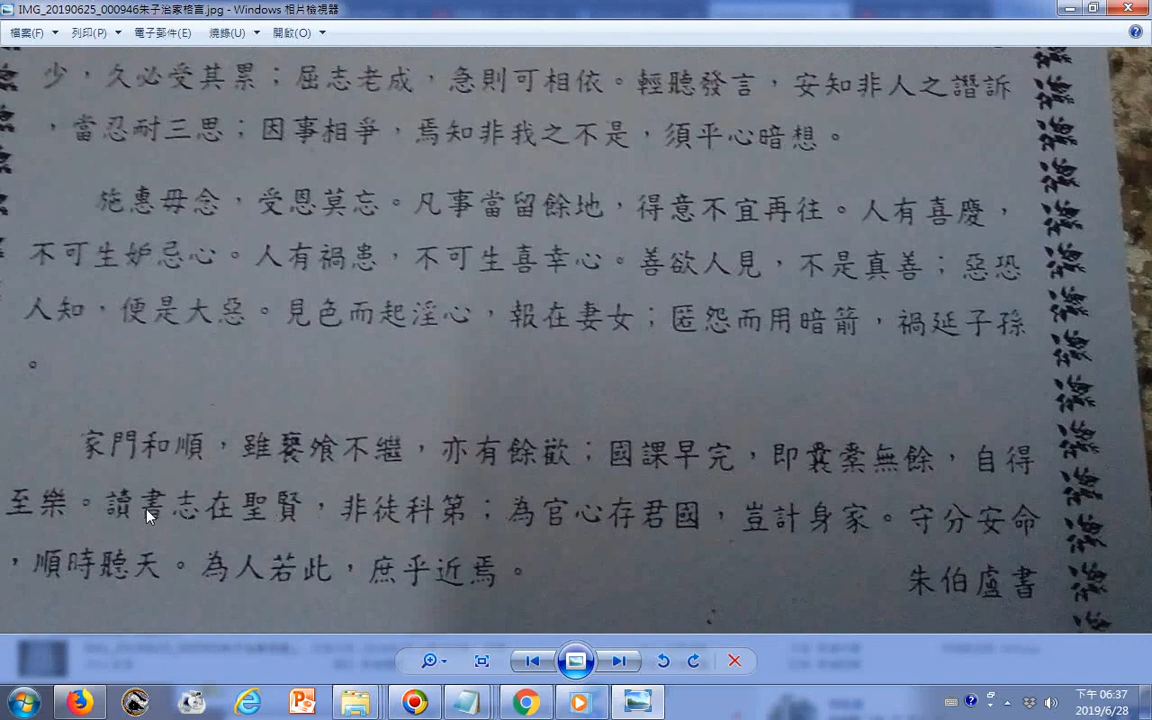 IMG_20190625_000946朱子治家格言.jpg - Windows 相片檢視器
檔案(F) 列印(P) 電子郵件(E) 燒錄(U) 開啟(O)
少，久必受其累；屈志老成，急則可相依。輕聽發言，安知非人之譖訴
，當忍耐三思；因事相爭，焉知非我之不是，須平心暗想。
施惠毋念，受恩莫忘。凡事當留餘地，得意不宜再往。人有喜慶，
不可生妒忌心。人有禍患，不可生喜幸心。善欲人見，不是真善；惡恐
人知，便是大惡。見色而起淫心，報在妻女；匿怨而用暗箭，禍延子孫
。
家門和順，雖饔飧不繼，亦有餘歡；國課早完，即囊橐無餘，自得
至樂。讀書志在聖賢，非徒科第；為官心存君國，豈計身家。守分安命
，順時聽天。為人若此，庶乎近焉。
朱伯盧書
下午 06:37
2019/6/28